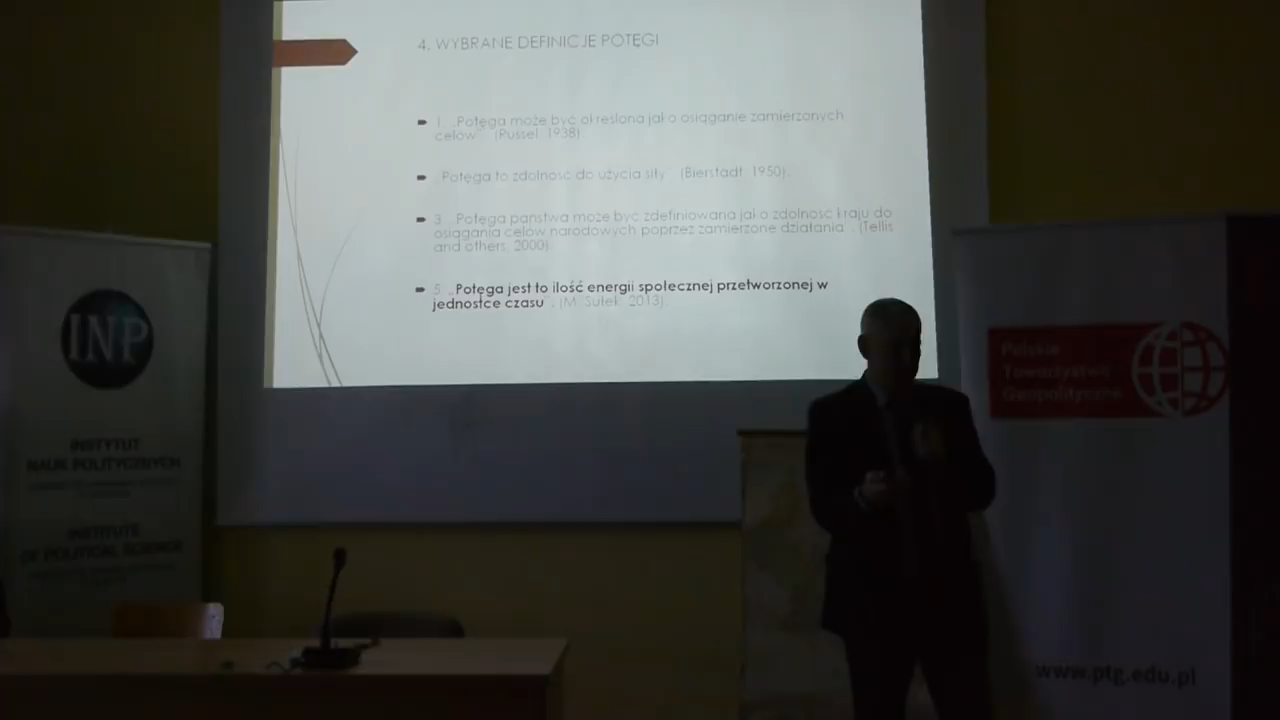 4. WYBRANE DEFINICJE POTĘGI
1. „Potęga może być określona jako osiąganie zamierzonych
celów". (Russel, 1938).
Potęga to zdolność do użycia siły (Bierstadt, 1950).
3. „Potęga państwa może być zdefiniowana jako zdolność kraju do
osiągania celów narodowych poprzez zamierzone działania". (Tellis
and others, 2000).
5. „Potęga jest to ilość energii społecznej przetworzonej w
jednostce czasu". (M. Sułek, 2013).
INP
INSTYTUT
NAUK POLITYCZNYCH
INSTITUTE
OF POLITICAL SCIENCE
Polskie
Towarzystwo
Geopolityczne
www.ptg.edu.pl